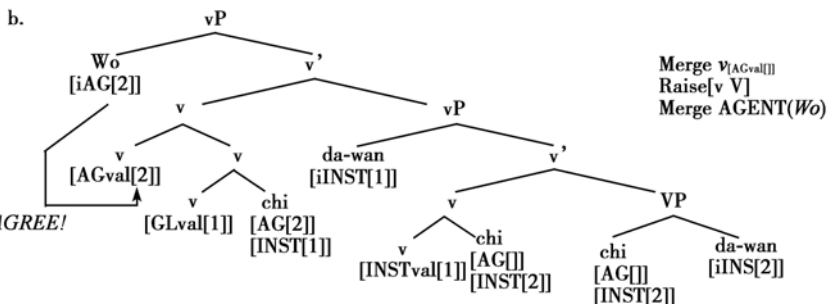 b.
vP
Wo
[iAG[2]]
v'
Merge v[AGval[]]
Raise[v V]
Merge AGENT(Wo)
v
vP
v
[AGval[2]]
v
da-wan
[iINST[1]]
v'
AGREE!
v
[GLval[1]]
chi
[AG[2]]
[INST[1]]
v
VP
v
[INSTval[1]]
chi
[AG[]]
[INST[2]]
chi
[AG[]]
[INST[2]]
da-wan
[iINS[2]]